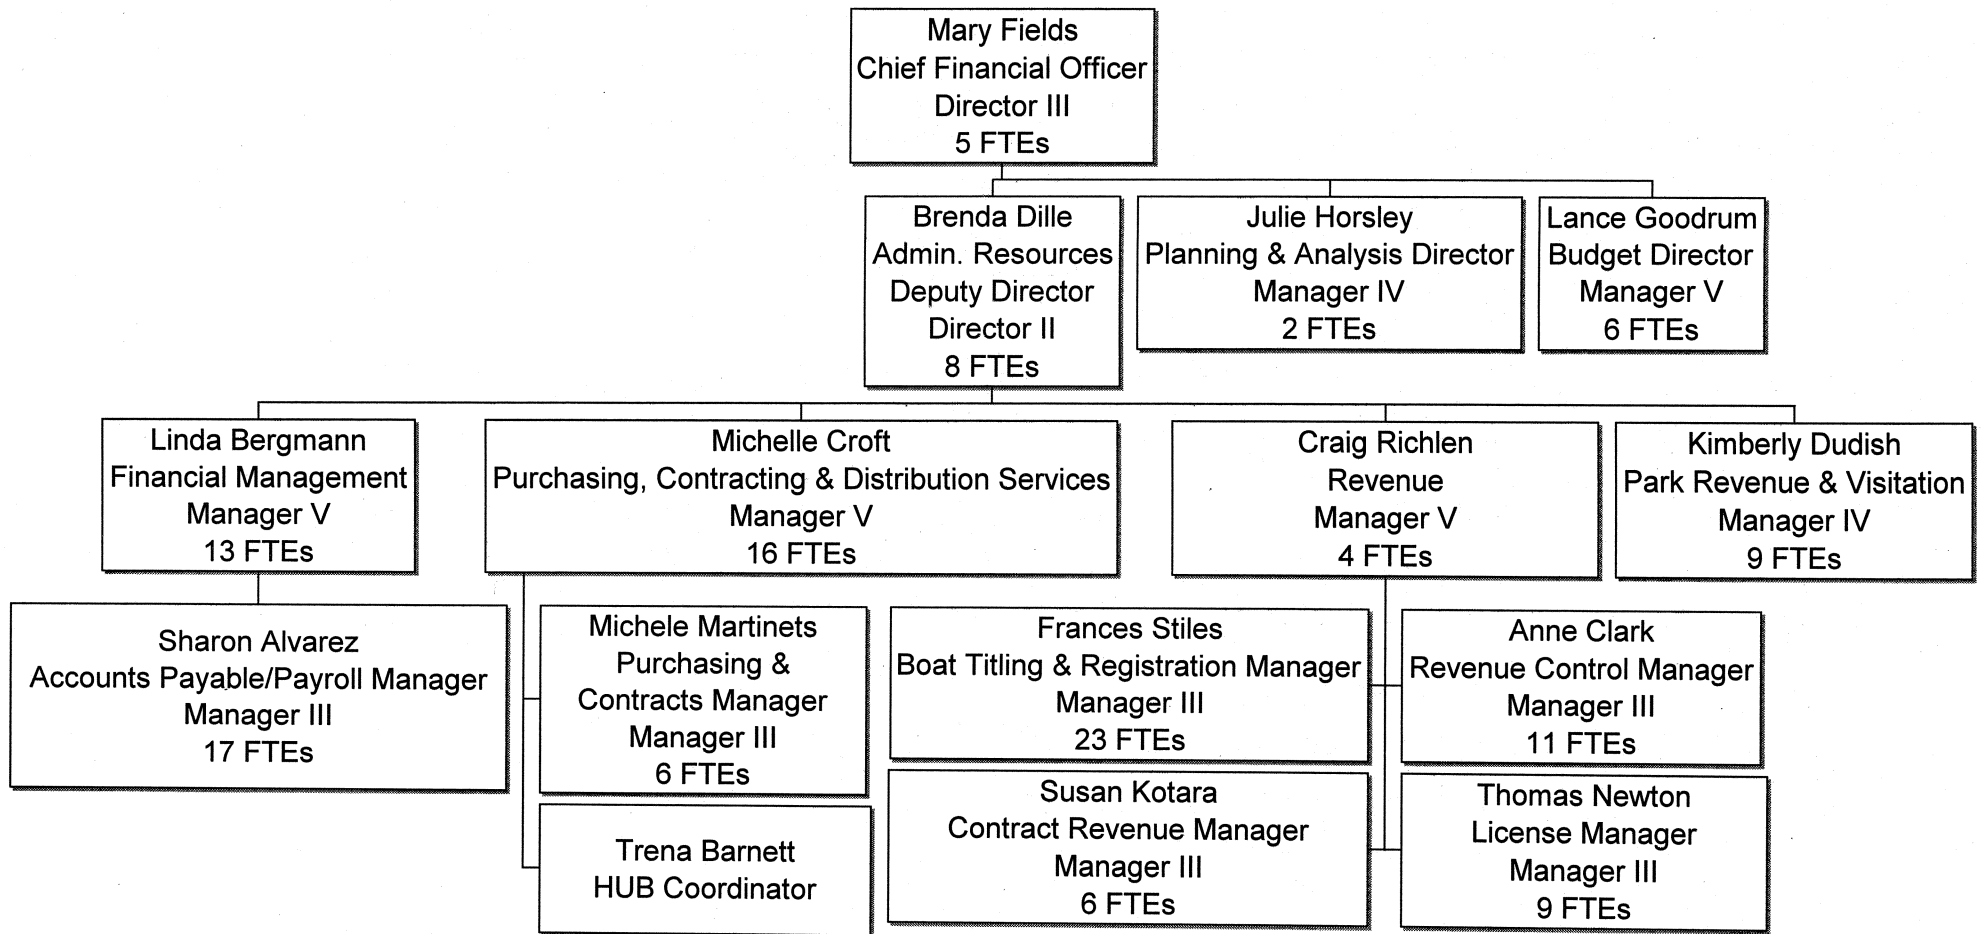 Mary Fields
Chief Financial Officer
Director III
5 FTEs
Brenda Dille
Admin. Resources
Deputy Director
Director II
8 FTEs
Julie Horsley
Planning & Analysis Director
Manager IV
2 FTEs
Lance Goodrum
Budget Director
Manager V
6 FTEs
Linda Bergmann
Financial Management
Manager V
13 FTEs
Michelle Croft
Purchasing, Contracting & Distribution Services
Manager V
16 FTEs
Craig Richlen
Revenue
Manager V
4 FTEs
Kimberly Dudish
Park Revenue & Visitation
Manager IV
9 FTEs
Sharon Alvarez
Accounts Payable/Payroll Manager
Manager III
17 FTEs
Michele Martinets
Purchasing &
Contracts Manager
Manager III
6 FTEs
Trena Barnett
HUB Coordinator
Frances Stiles
Boat Titling & Registration Manager
Manager III
23 FTEs
Anne Clark
Revenue Control Manager
Manager III
11 FTEs
Susan Kotara
Contract Revenue Manager
Manager III
6 FTEs
Thomas Newton
License Manager
Manager III
9 FTEs